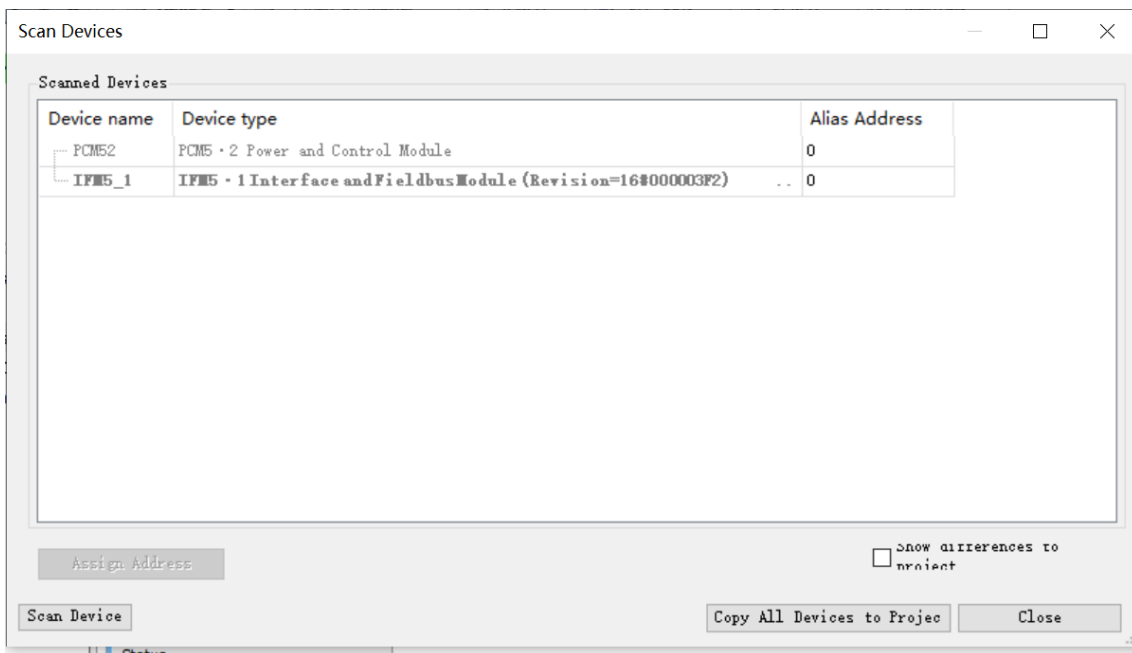 Scan Devices
Scanned Devices
Device name Device type Alias Address
PCM52 PCM5·2 Power and Control Module 0
IFM5_1 IFM5·1 Interface and Fieldbus Module (Revision=16#000003F2) .. 0
Assign Address
Show differences to
project
Scan Device
Copy All Devices to Projec
Close
Status